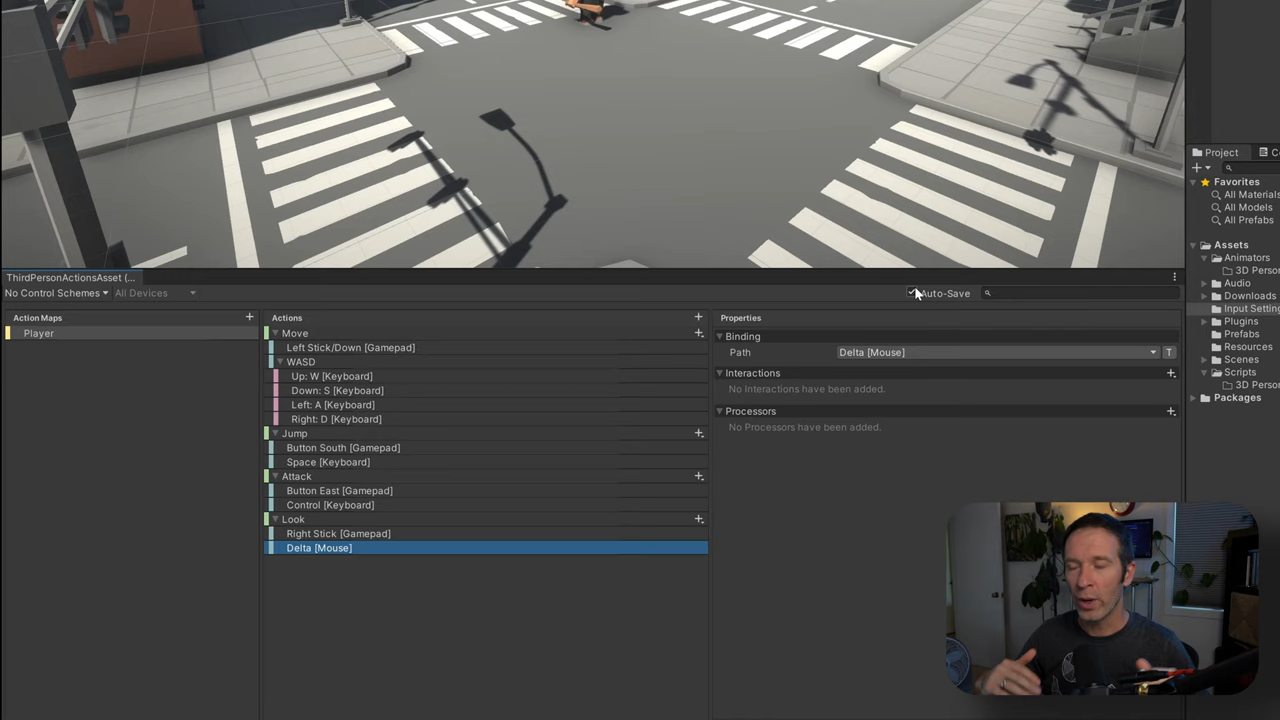 Project
Favorites
All Materials
All Models
All Prefabs
Assets
Animators
3D Perso
Audio
Downloads
Input Setting
Plugins
Prefabs
Resources
Scenes
Scripts
3D Perso
Packages
ThirdPersonActionsAsset (...
No Control Schemes All Devices Auto-Save
Action Maps
Player
Actions
Move
Left Stick/Down [Gamepad]
WASD
Up: W [Keyboard]
Down: S [Keyboard]
Left: A [Keyboard]
Right: D [Keyboard]
Jump
Button South [Gamepad]
Space [Keyboard]
Attack
Button East [Gamepad]
Control [Keyboard]
Look
Right Stick [Gamepad]
Delta [Mouse]
Properties
Binding
Path Delta [Mouse] T
Interactions
No Interactions have been added.
Processors
No Processors have been added.